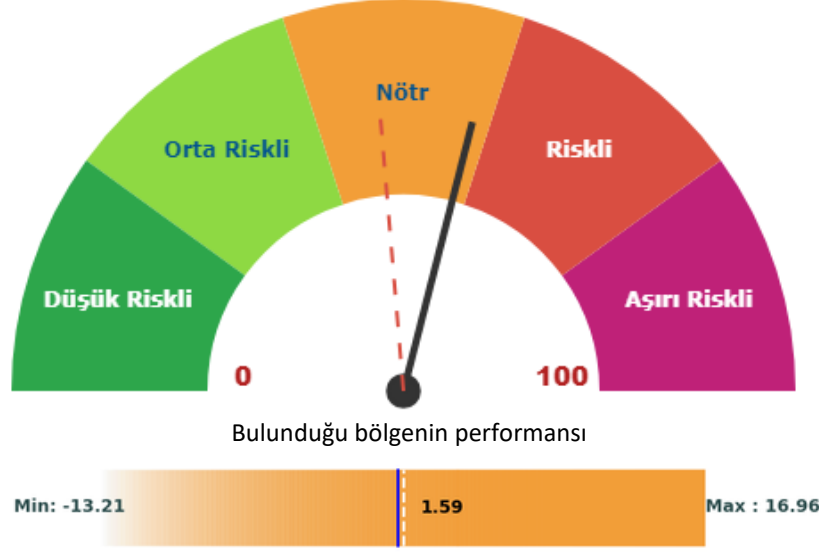 Nötr
Orta Riskli
Riskli
Düşük Riskli
Aşırı Riskli
0
100
Bulunduğu bölgenin performansı
Min: -13.21
1.59
Max : 16.96